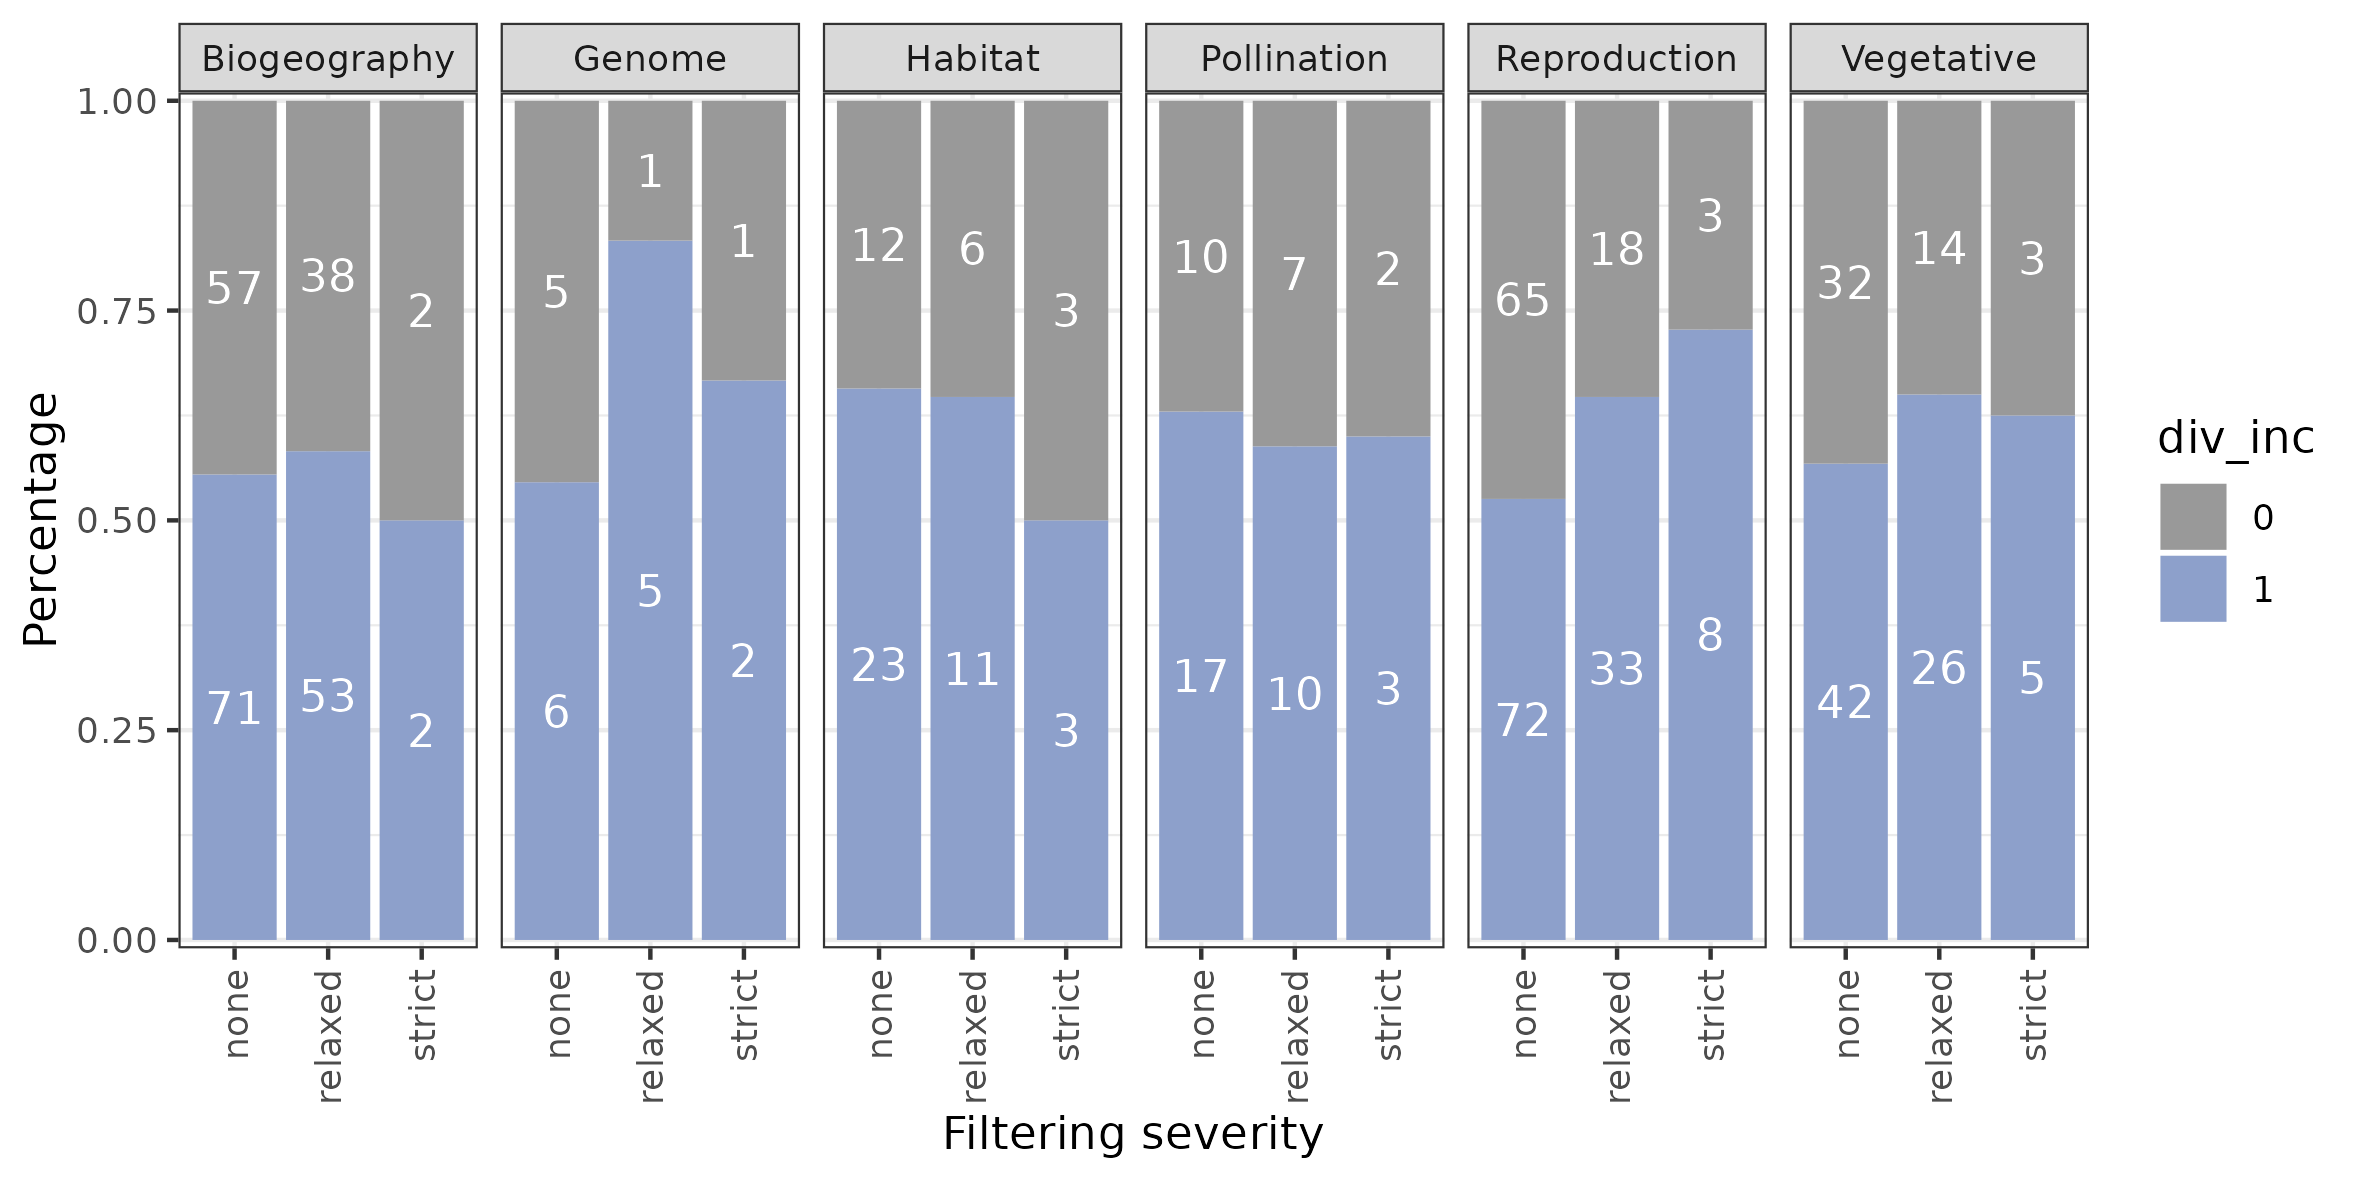 Biogeography Genome Habitat Pollination Reproduction Vegetative
1.00
0.75
0.50
0.25
0.00
Percentage
57 38 2
71 53 2
5 1 1
6 5 2
12 6 3
23 11 3
10 7 2
17 10 3
65 18 3
72 33 8
32 14 3
42 26 5
none relaxed strict none relaxed strict none relaxed strict none relaxed strict none relaxed strict none relaxed strict
Filtering severity
div_inc
0
1